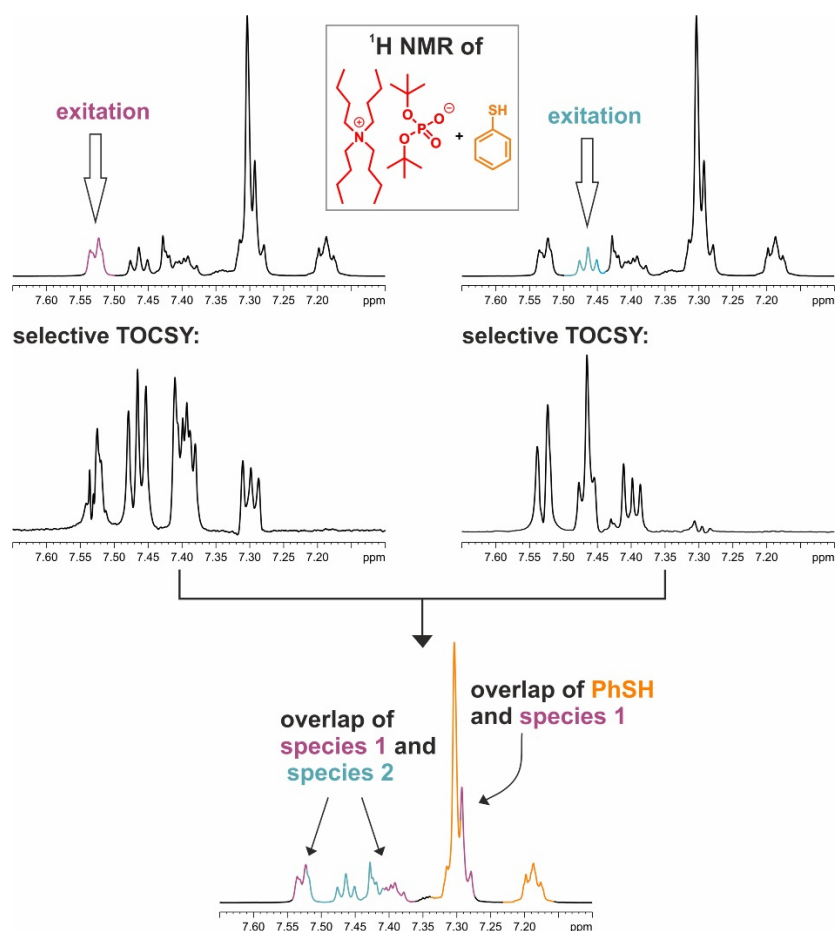 ¹H NMR of
exitation
exitation
SH
O
O
⊖
P
O
O
⊕
N
+
7.60 7.55 7.50 7.45 7.40 7.35 7.30 7.25 7.20 ppm
7.60 7.55 7.50 7.45 7.40 7.35 7.30 7.25 7.20 ppm
selective TOCSY:
selective TOCSY:
7.60 7.55 7.50 7.45 7.40 7.35 7.30 7.25 7.20 ppm
7.60 7.55 7.50 7.45 7.40 7.35 7.30 7.25 7.20 ppm
overlap of PhSH
and species 1
overlap of
species 1 and
species 2
7.60 7.55 7.50 7.45 7.40 7.35 7.30 7.25 7.20 ppm